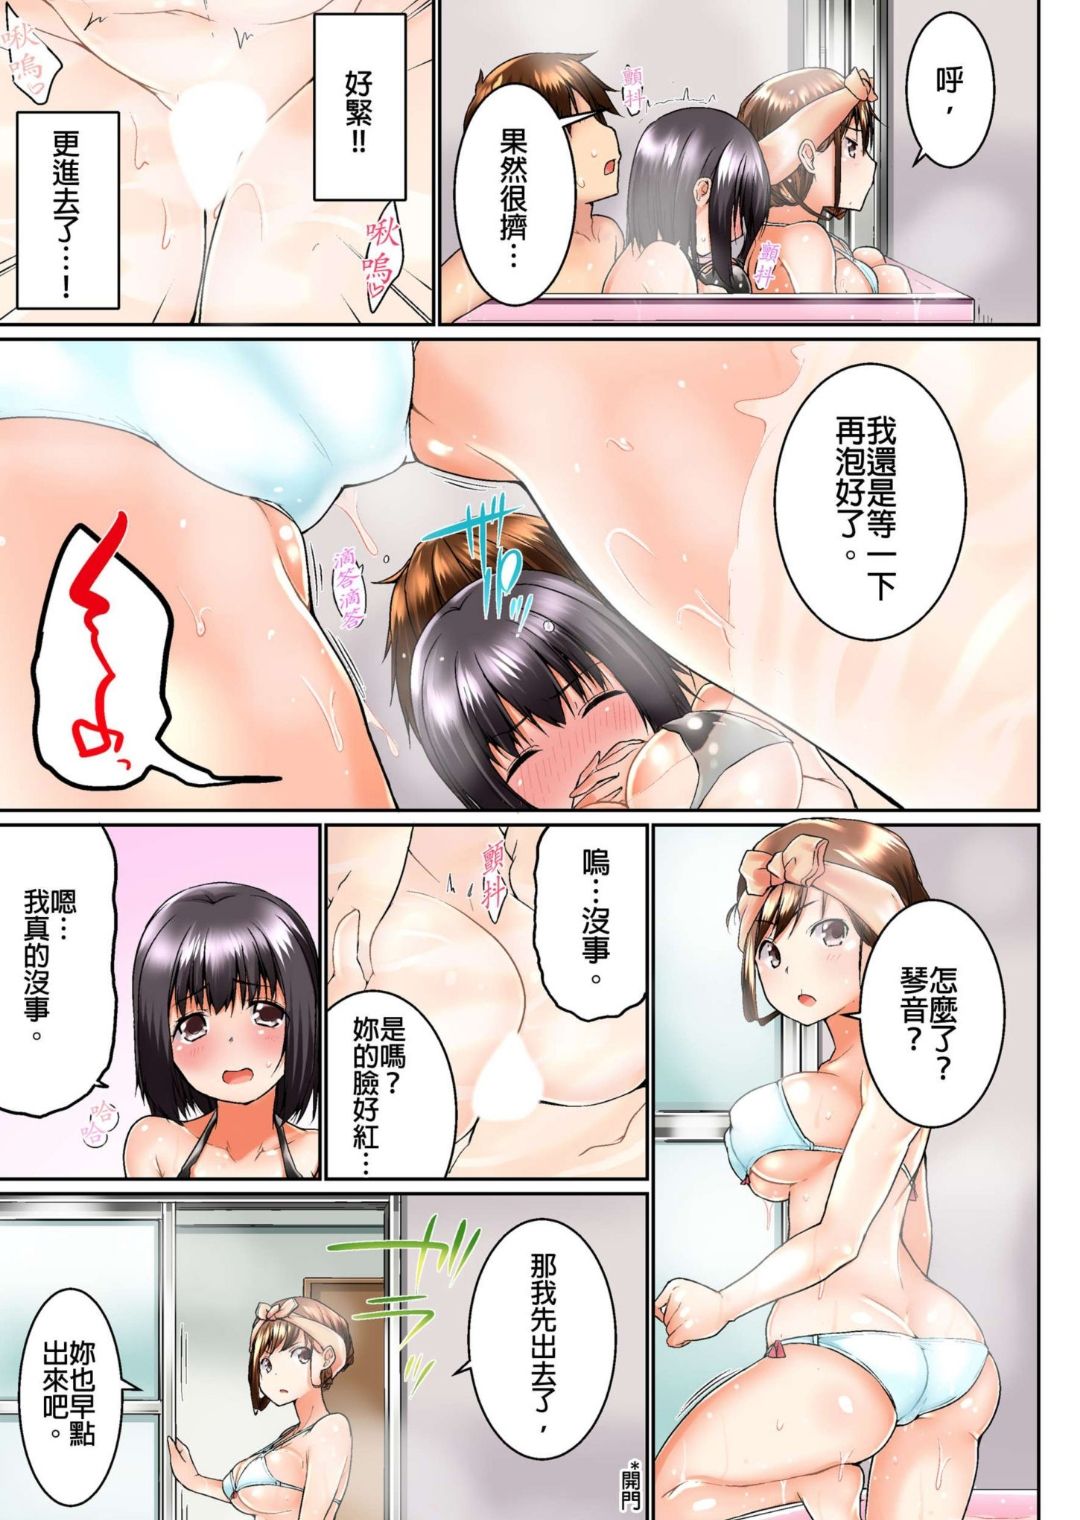 呼，
果然很擠…
顫抖
顫抖
好緊!!
更進去了…！
啾嗚♡
啾嗚♡
我還是等一下
再泡好了。
滴答滴答
怎麼了？
琴音？
嗚…沒事。
顫抖
是嗎？
妳的臉好紅…
嗯…
我真的沒事。
哈
哈
那我先出去了，
ガラ
*開門
妳也早點
出來吧。